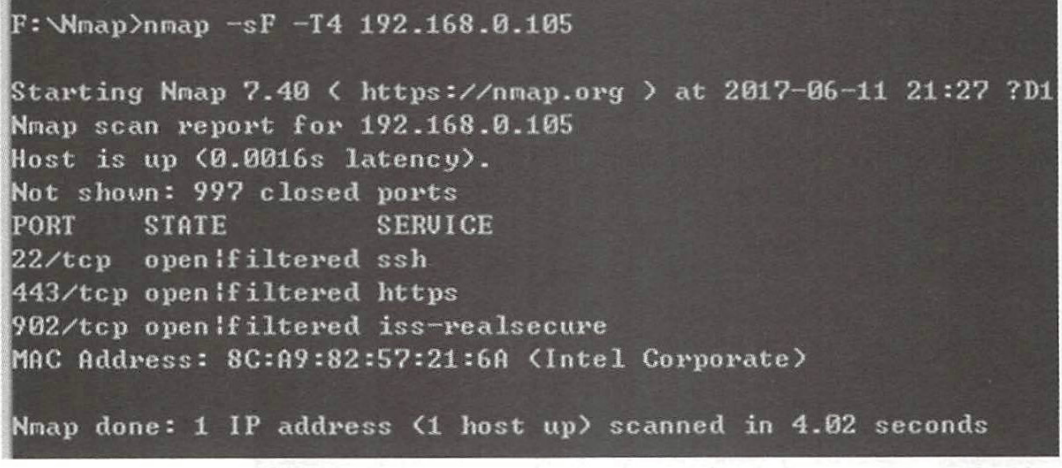 F:\Nmap>nmap -sF -T4 192.168.0.105
Starting Nmap 7.40 ( https://nmap.org ) at 2017-06-11 21:27 ?D1
Nmap scan report for 192.168.0.105
Host is up (0.0016s latency).
Not shown: 997 closed ports
PORT STATE SERVICE
22/tcp open|filtered ssh
443/tcp open|filtered https
902/tcp open|filtered iss-realsecure
MAC Address: 8C:A9:82:57:21:6A (Intel Corporate)
Nmap done: 1 IP address (1 host up) scanned in 4.02 seconds